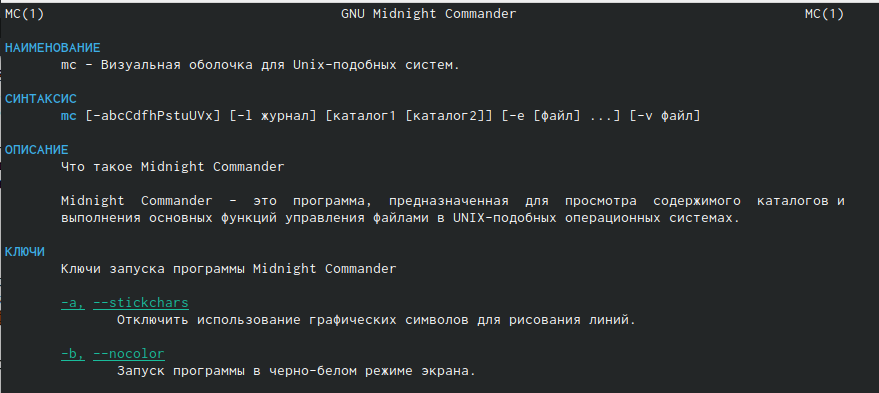 MC(1) GNU Midnight Commander MC(1)
НАИМЕНОВАНИЕ
mc - Визуальная оболочка для Unix-подобных систем.
СИНТАКСИС
mc [-abcCdfhPstuUVx] [-l журнал] [каталог1 [каталог2]] [-e [файл] ...] [-v файл]
ОПИСАНИЕ
Что такое Midnight Commander
Midnight Commander - это программа, предназначенная для просмотра содержимого каталогов и
выполнения основных функций управления файлами в UNIX-подобных операционных системах.
КЛЮЧИ
Ключи запуска программы Midnight Commander
-a, --stickchars
Отключить использование графических символов для рисования линий.
-b, --nocolor
Запуск программы в черно-белом режиме экрана.